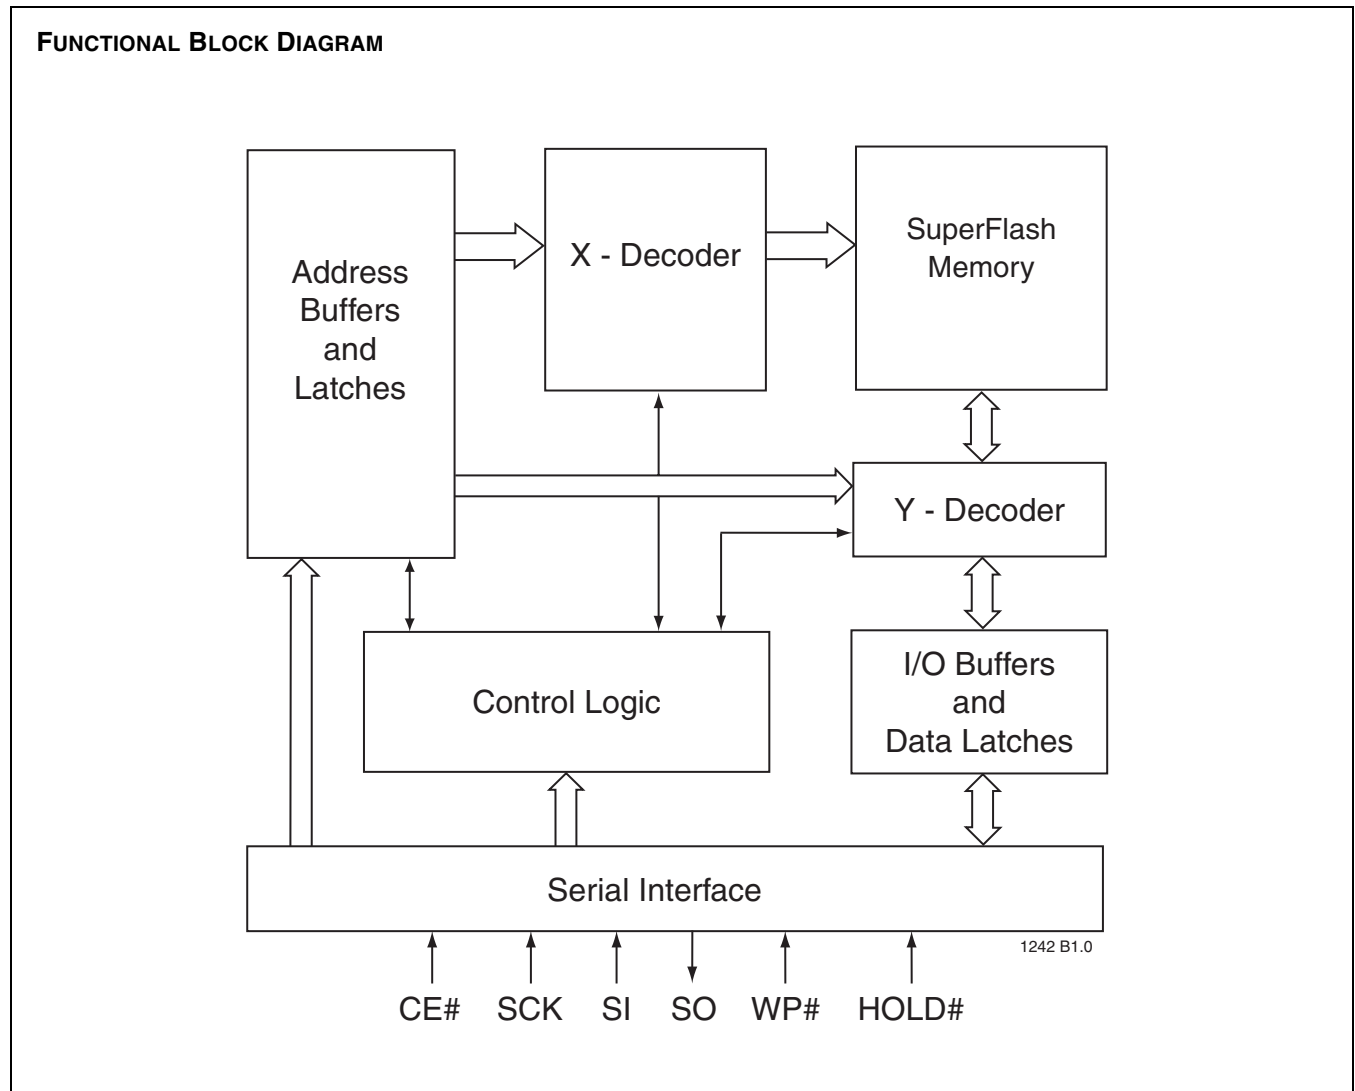 FUNCTIONAL BLOCK DIAGRAM
Address
Buffers
and
Latches
X - Decoder
SuperFlash
Memory
Y - Decoder
Control Logic
I/O Buffers
and
Data Latches
Serial Interface
1242 B1.0
CE# SCK SI SO WP# HOLD#